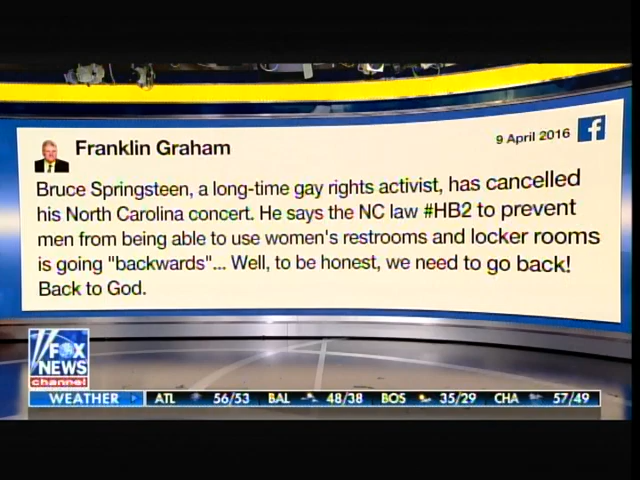 Franklin Graham
9 April 2016
Bruce Springsteen, a long-time gay rights activist, has cancelled
his North Carolina concert. He says the NC law #HB2 to prevent
men from being able to use women's restrooms and locker rooms
is going "backwards"... Well, to be honest, we need to go back!
Back to God.
FOX
NEWS
channel
WEATHER ATL 56/53 BAL 48/38 BOS 35/29 CHA 57/49